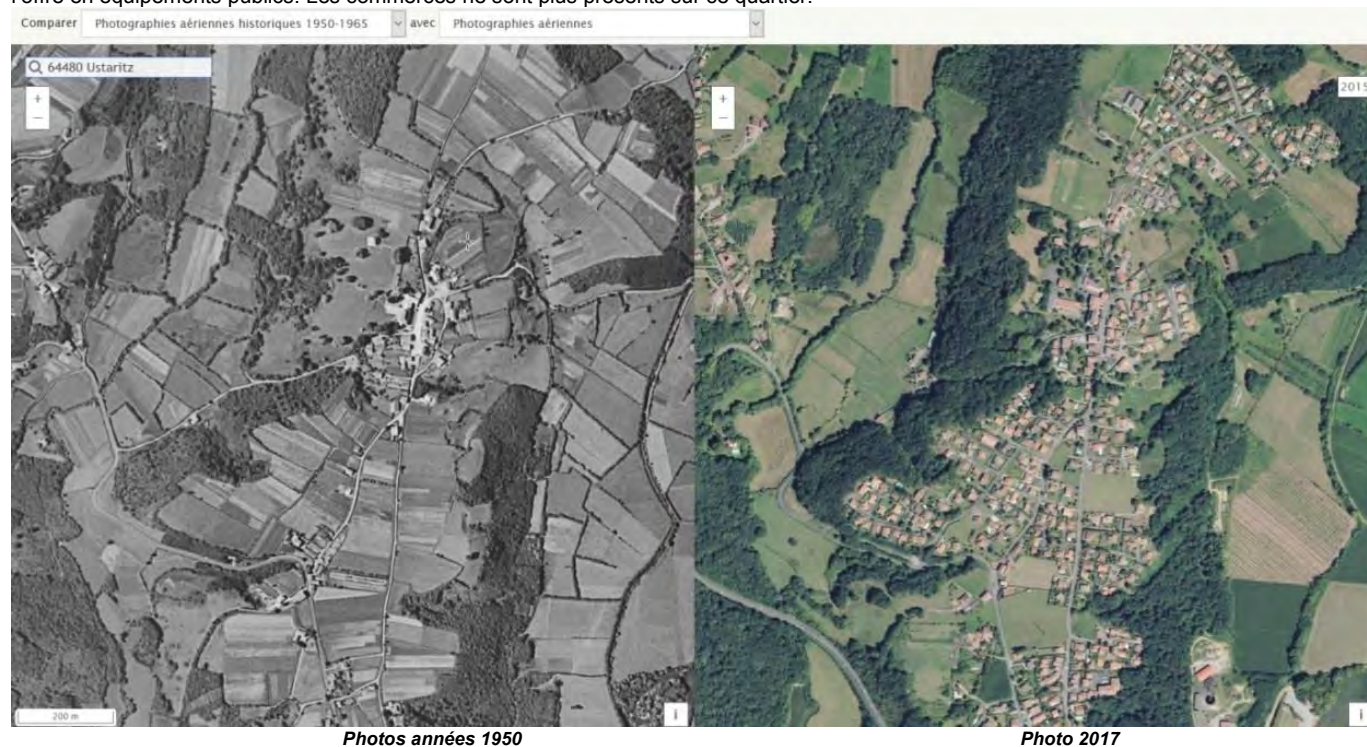 l'offre en équipements publics. Les commerces ne sont plus présents sur ce quartier.
Comparer Photographies aériennes historiques 1950-1965 avec Photographies aériennes
64480 Ustaritz
+
–
+
–
2015
200 m
i
i
Photos années 1950 Photo 2017